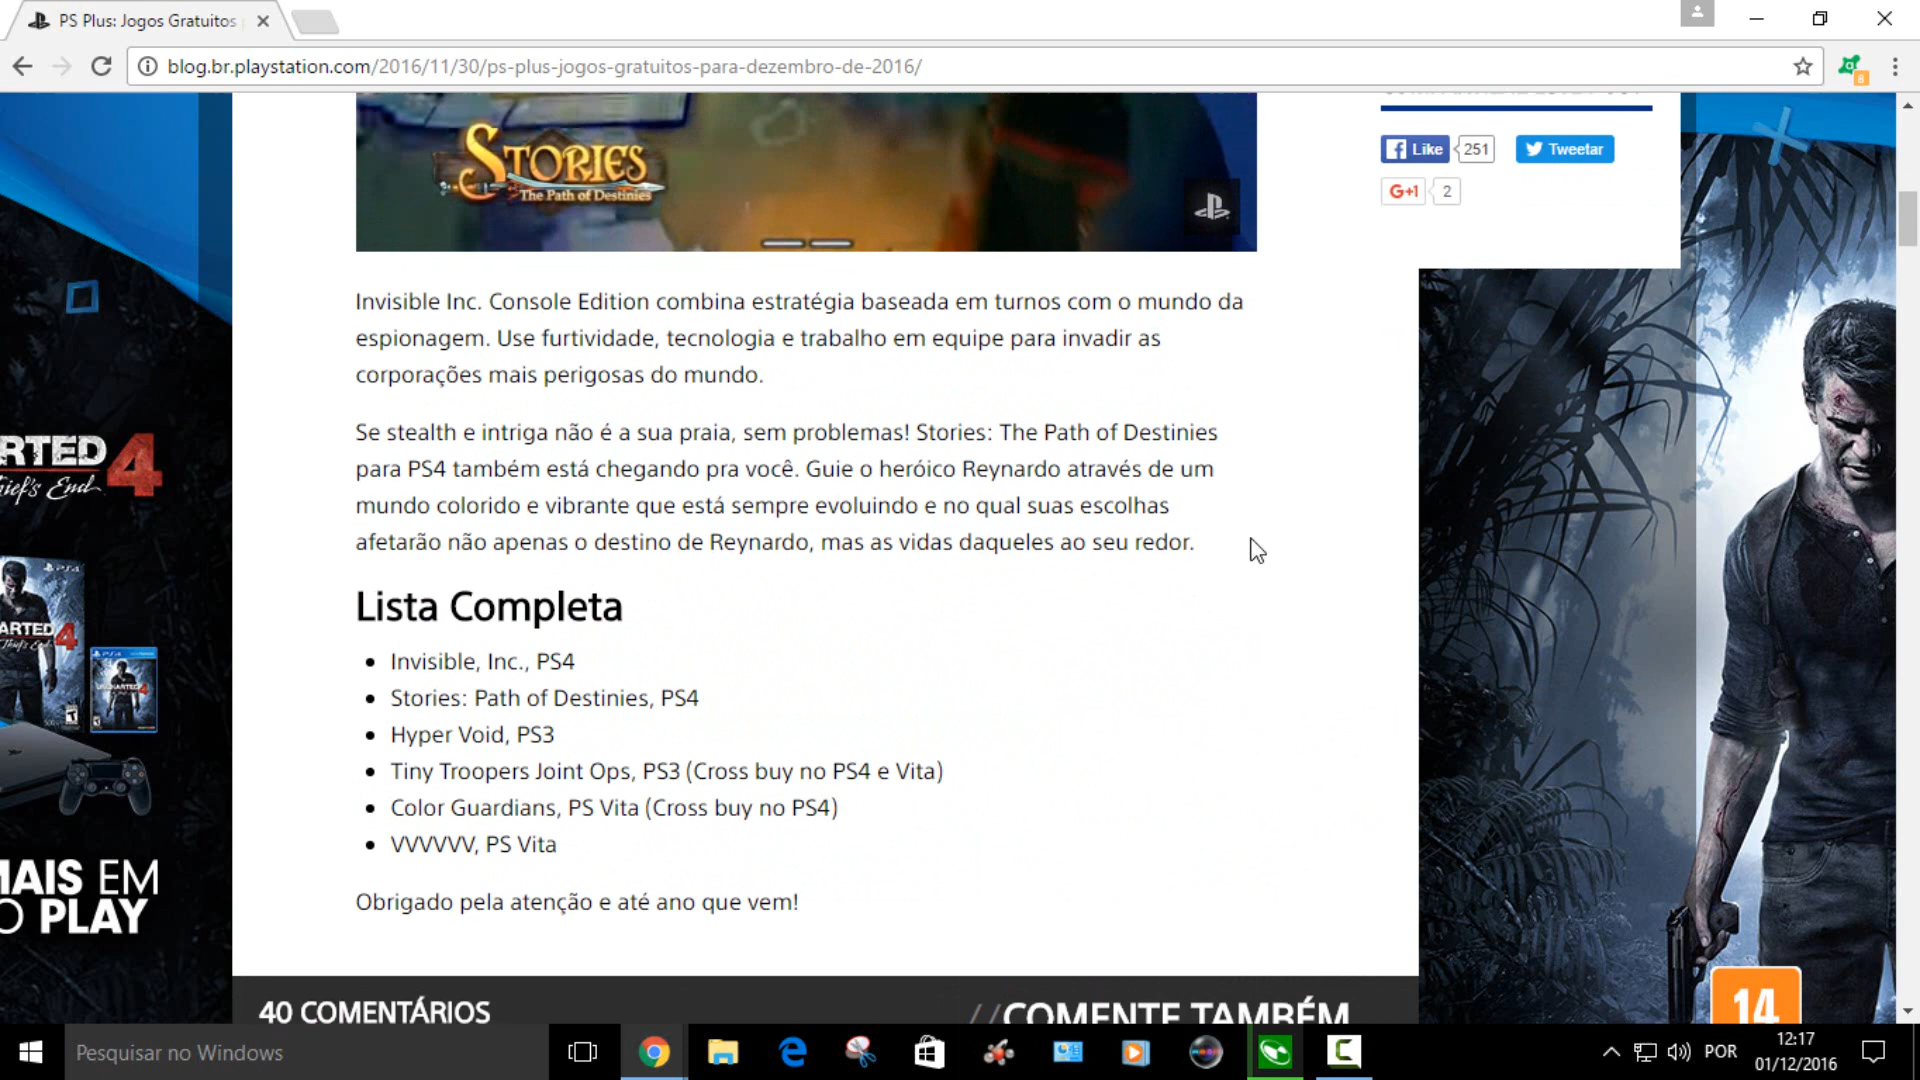 PS Plus: Jogos Gratuitos
blog.br.playstation.com/2016/11/30/ps-plus-jogos-gratuitos-para-dezembro-de-2016/
8
STORIES
The Path of Destinies
Like 251
Tweetar
G+1 2
Invisible Inc. Console Edition combina estratégia baseada em turnos com o mundo da
espionagem. Use furtividade, tecnologia e trabalho em equipe para invadir as
corporações mais perigosas do mundo.
Se stealth e intriga não é a sua praia, sem problemas! Stories: The Path of Destinies
para PS4 também está chegando pra você. Guie o heróico Reynardo através de um
mundo colorido e vibrante que está sempre evoluindo e no qual suas escolhas
afetarão não apenas o destino de Reynardo, mas as vidas daqueles ao seu redor.
Lista Completa
Invisible, Inc., PS4
Stories: Path of Destinies, PS4
Hyper Void, PS3
Tiny Troopers Joint Ops, PS3 (Cross buy no PS4 e Vita)
Color Guardians, PS Vita (Cross buy no PS4)
VVVVVV, PS Vita
Obrigado pela atenção e até ano que vem!
RTED 4
hief's End
ARTED 4
AIS EM
O PLAY
40 COMENTÁRIOS
//COMENTE TAMBÉM
14
Pesquisar no Windows
POR
12:17
01/12/2016